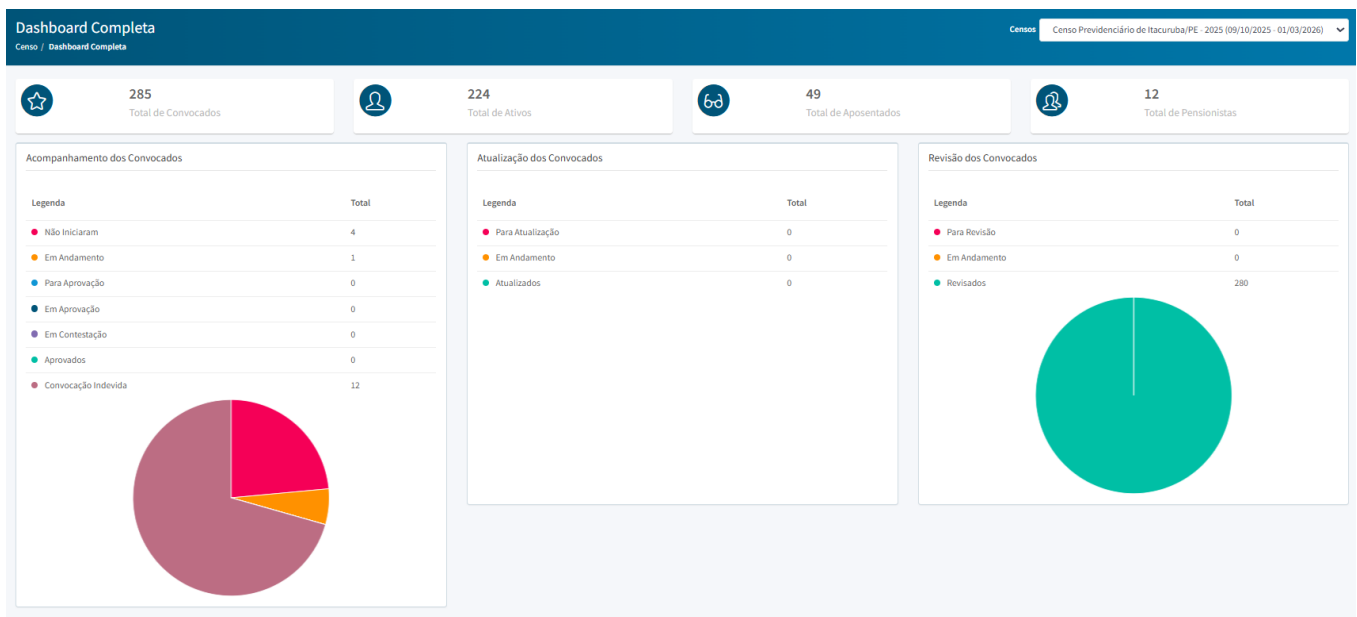 Dashboard Completa
Censo / Dashboard Completa
Censos
Censo Previdenciário de Itacuruba/PE - 2025 (09/10/2025 - 01/03/2026)
285
Total de Convocados
224
Total de Ativos
49
Total de Aposentados
12
Total de Pensionistas
Acompanhamento dos Convocados
Legenda Total
Não Iniciaram 4
Em Andamento 1
Para Aprovação 0
Em Aprovação 0
Em Contestação 0
Aprovados 0
Convocação Indevida 12
Atualização dos Convocados
Legenda Total
Para Atualização 0
Em Andamento 0
Atualizados 0
Revisão dos Convocados
Legenda Total
Para Revisão 0
Em Andamento 0
Revisados 280